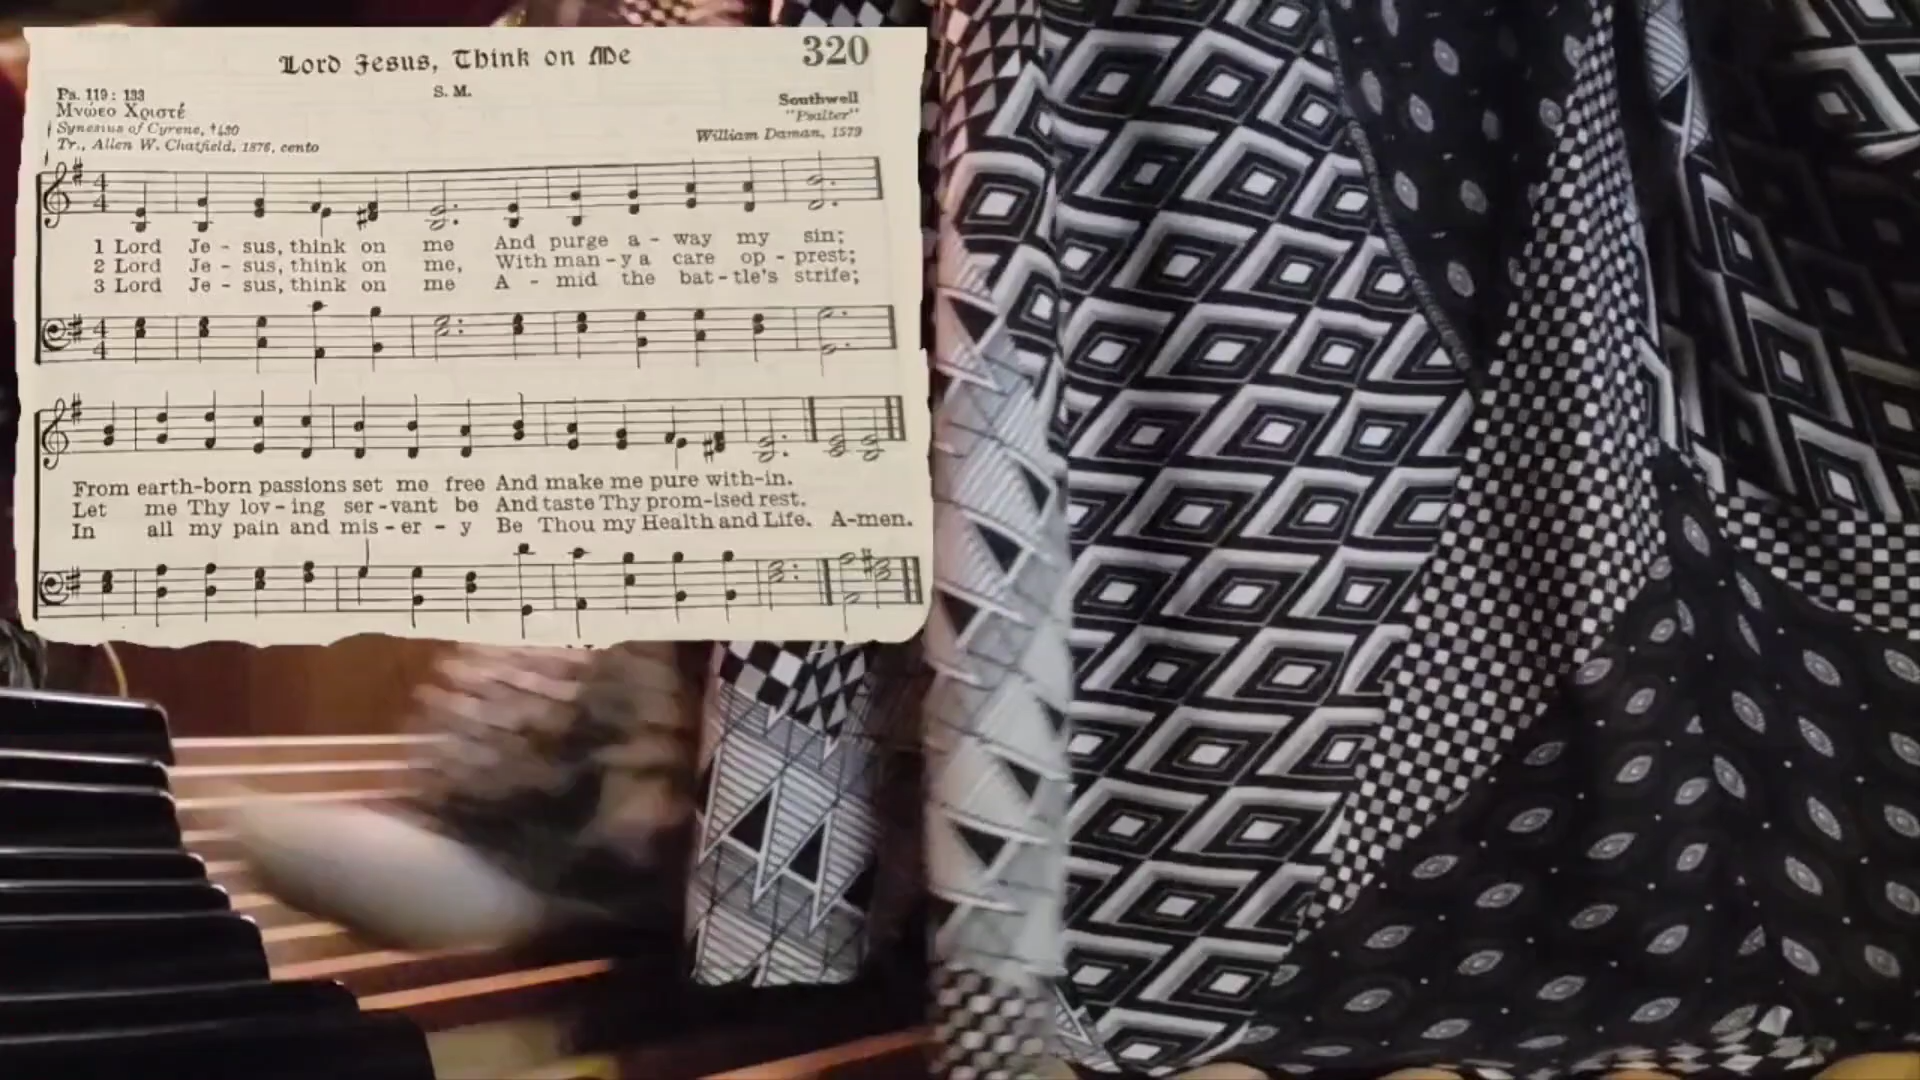 Lord Jesus, Think on Me 320
Ps. 119: 133 S. M. Southwell
Μνώεο Χριστέ "Psalter"
Synesius of Cyrene, †430 William Daman, 1579
Tr., Allen W. Chatfield, 1876, cento
4
4
1 Lord Je - sus, think on me And purge a - way my sin;
2 Lord Je - sus, think on me, With man - y a care op - prest;
3 Lord Je - sus, think on me A - mid the bat - tle's strife;
4
4
From earth-born passions set me free And make me pure with-in.
Let me Thy lov - ing ser - vant be And taste Thy prom-ised rest.
In all my pain and mis - er - y Be Thou my Health and Life. A-men.